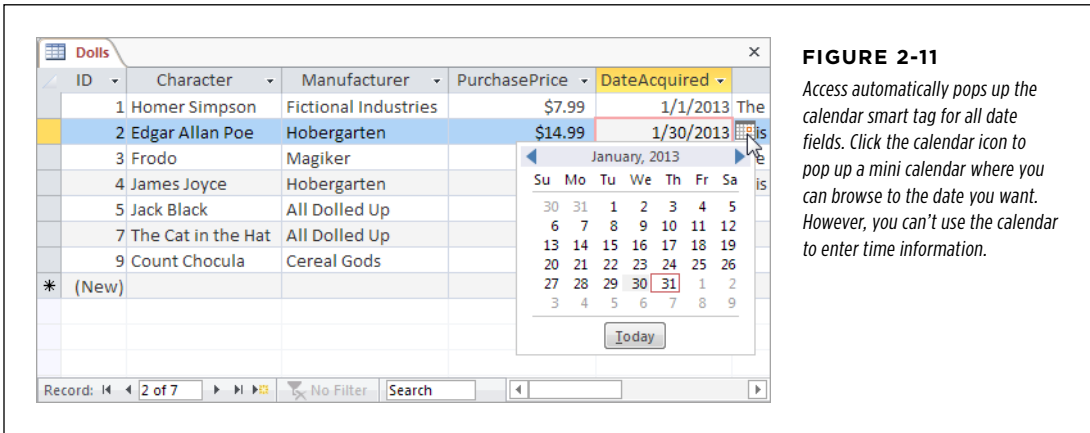 Dolls
ID Character Manufacturer PurchasePrice DateAcquired
1 Homer Simpson Fictional Industries $7.99 1/1/2013 The
2 Edgar Allan Poe Hobergarten $14.99 1/30/2013 is
3 Frodo Magiker
4 James Joyce Hobergarten is
5 Jack Black All Dolled Up
7 The Cat in the Hat All Dolled Up
9 Count Chocula Cereal Gods
* (New)
January, 2013
Su Mo Tu We Th Fr Sa
30 31 1 2 3 4 5
6 7 8 9 10 11 12
13 14 15 16 17 18 19
20 21 22 23 24 25 26
27 28 29 30 31 1 2
3 4 5 6 7 8 9
Today
Record: 2 of 7 No Filter Search
FIGURE 2-11
Access automatically pops up the
calendar smart tag for all date
fields. Click the calendar icon to
pop up a mini calendar where you
can browse to the date you want.
However, you can’t use the calendar
to enter time information.